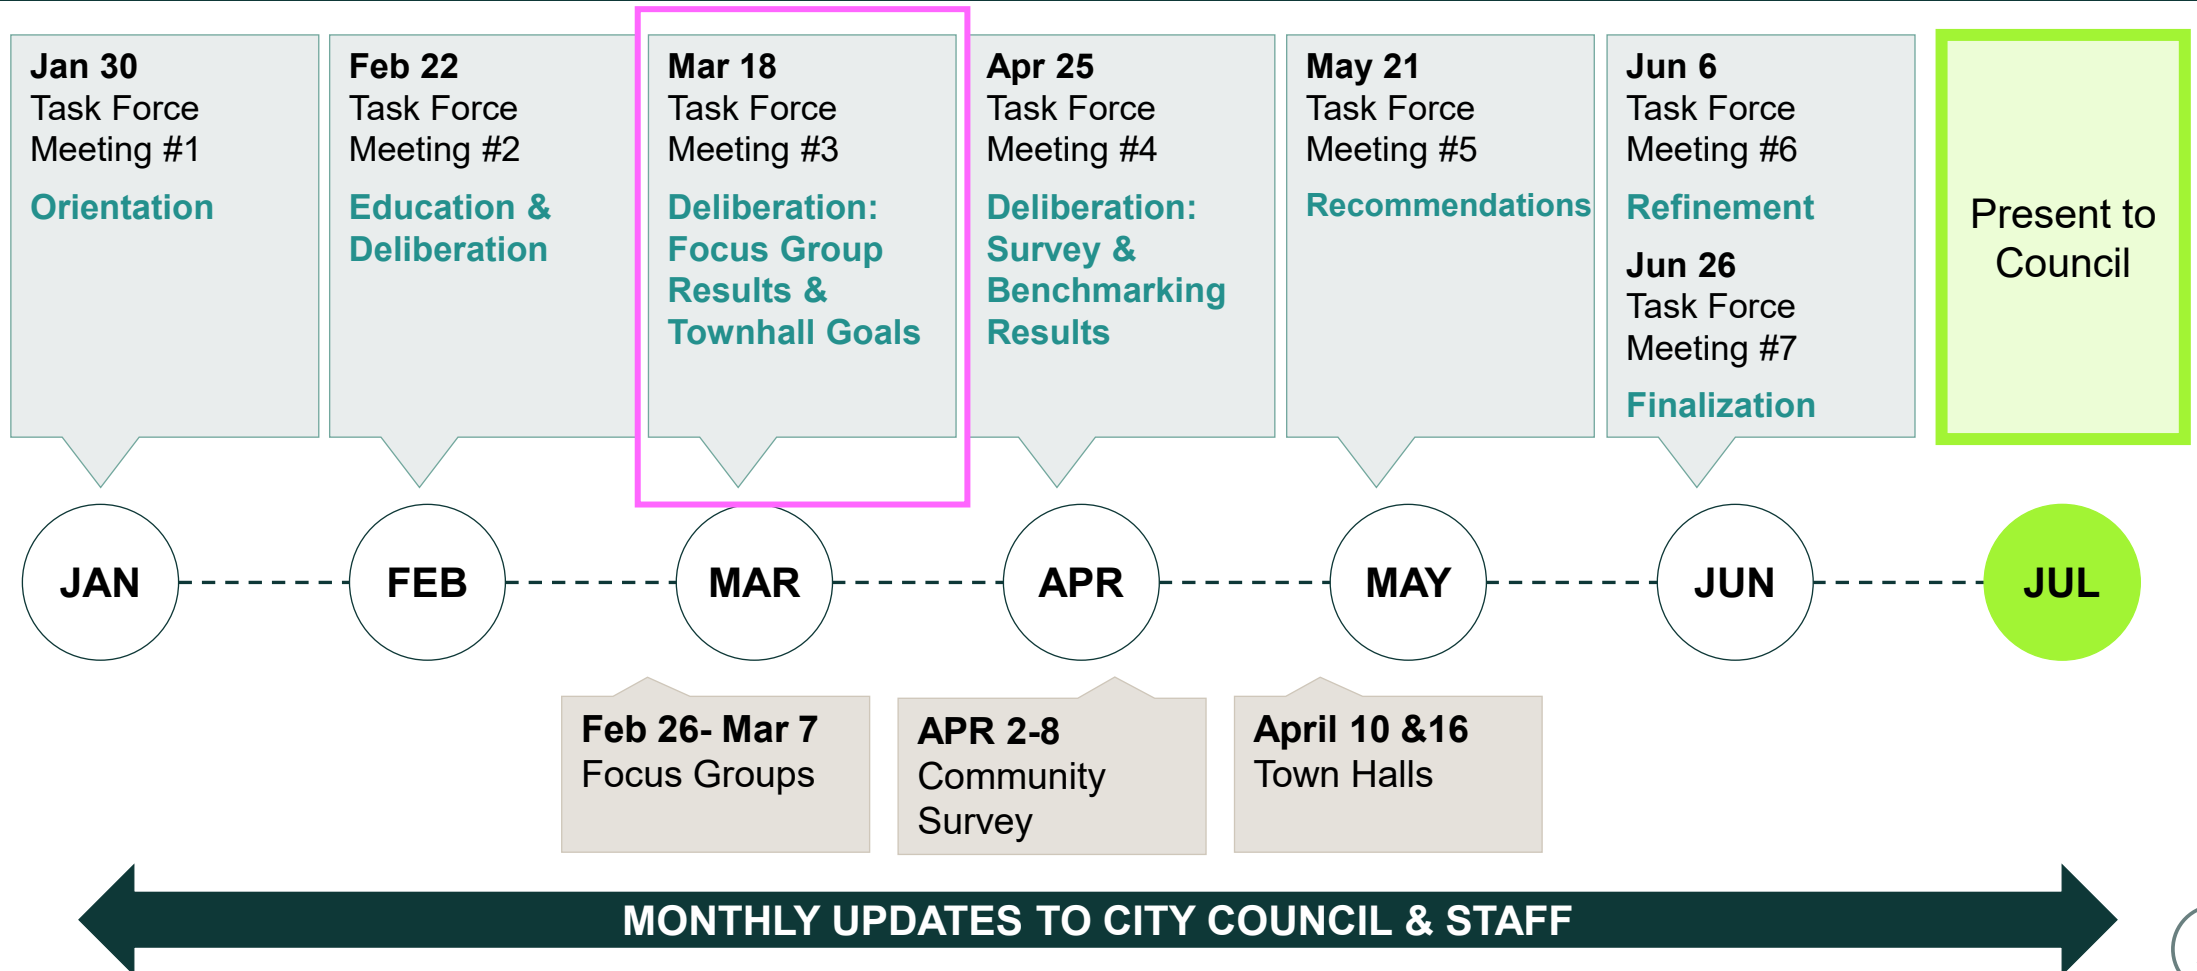 Jan 30
Task Force
Meeting #1
Orientation
Feb 22
Task Force
Meeting #2
Education &
Deliberation
Mar 18
Task Force
Meeting #3
Deliberation:
Focus Group
Results &
Townhall Goals
Apr 25
Task Force
Meeting #4
Deliberation:
Survey &
Benchmarking
Results
May 21
Task Force
Meeting #5
Recommendations
Jun 6
Task Force
Meeting #6
Refinement
Jun 26
Task Force
Meeting #7
Finalization
Present to
Council
JAN
FEB
MAR
APR
MAY
JUN
JUL
Feb 26- Mar 7
Focus Groups
APR 2-8
Community
Survey
April 10 &16
Town Halls
MONTHLY UPDATES TO CITY COUNCIL & STAFF